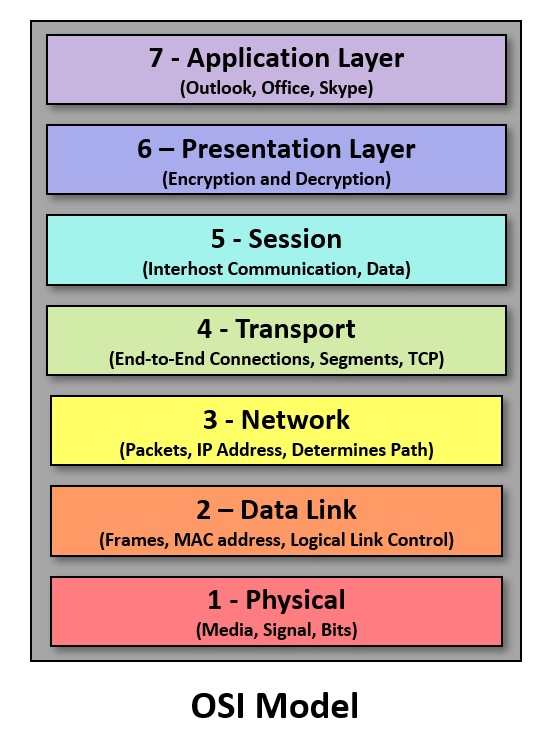 7 - Application Layer
(Outlook, Office, Skype)
6 – Presentation Layer
(Encryption and Decryption)
5 - Session
(Interhost Communication, Data)
4 - Transport
(End-to-End Connections, Segments, TCP)
3 - Network
(Packets, IP Address, Determines Path)
2 – Data Link
(Frames, MAC address, Logical Link Control)
1 - Physical
(Media, Signal, Bits)
OSI Model